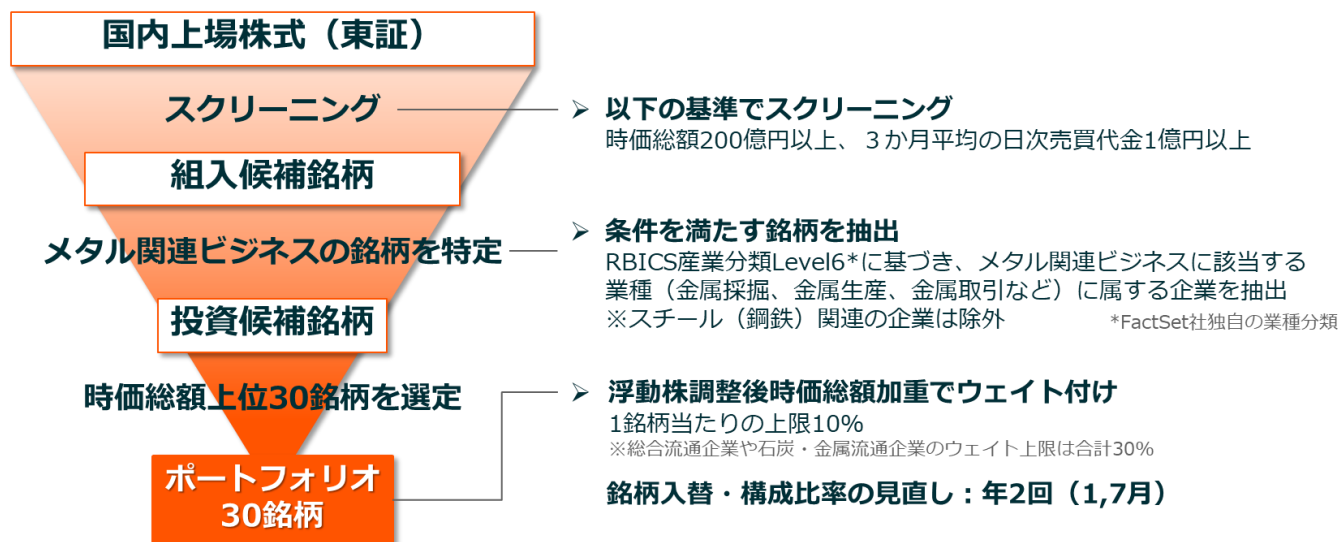 国内上場株式（東証）
スクリーニング
➢ 以下の基準でスクリーニング
時価総額200億円以上、３か月平均の日次売買代金1億円以上
組入候補銘柄
メタル関連ビジネスの銘柄を特定
➢ 条件を満たす銘柄を抽出
RBICS産業分類Level6*に基づき、メタル関連ビジネスに該当する
業種（金属採掘、金属生産、金属取引など）に属する企業を抽出
※スチール（鋼鉄）関連の企業は除外
*FactSet社独自の業種分類
投資候補銘柄
時価総額上位30銘柄を選定
➢ 浮動株調整後時価総額加重でウェイト付け
1銘柄当たりの上限10%
※総合流通企業や石炭・金属流通企業のウェイト上限は合計30%
ポートフォリオ
30銘柄
銘柄入替・構成比率の見直し：年2回（1,7月）